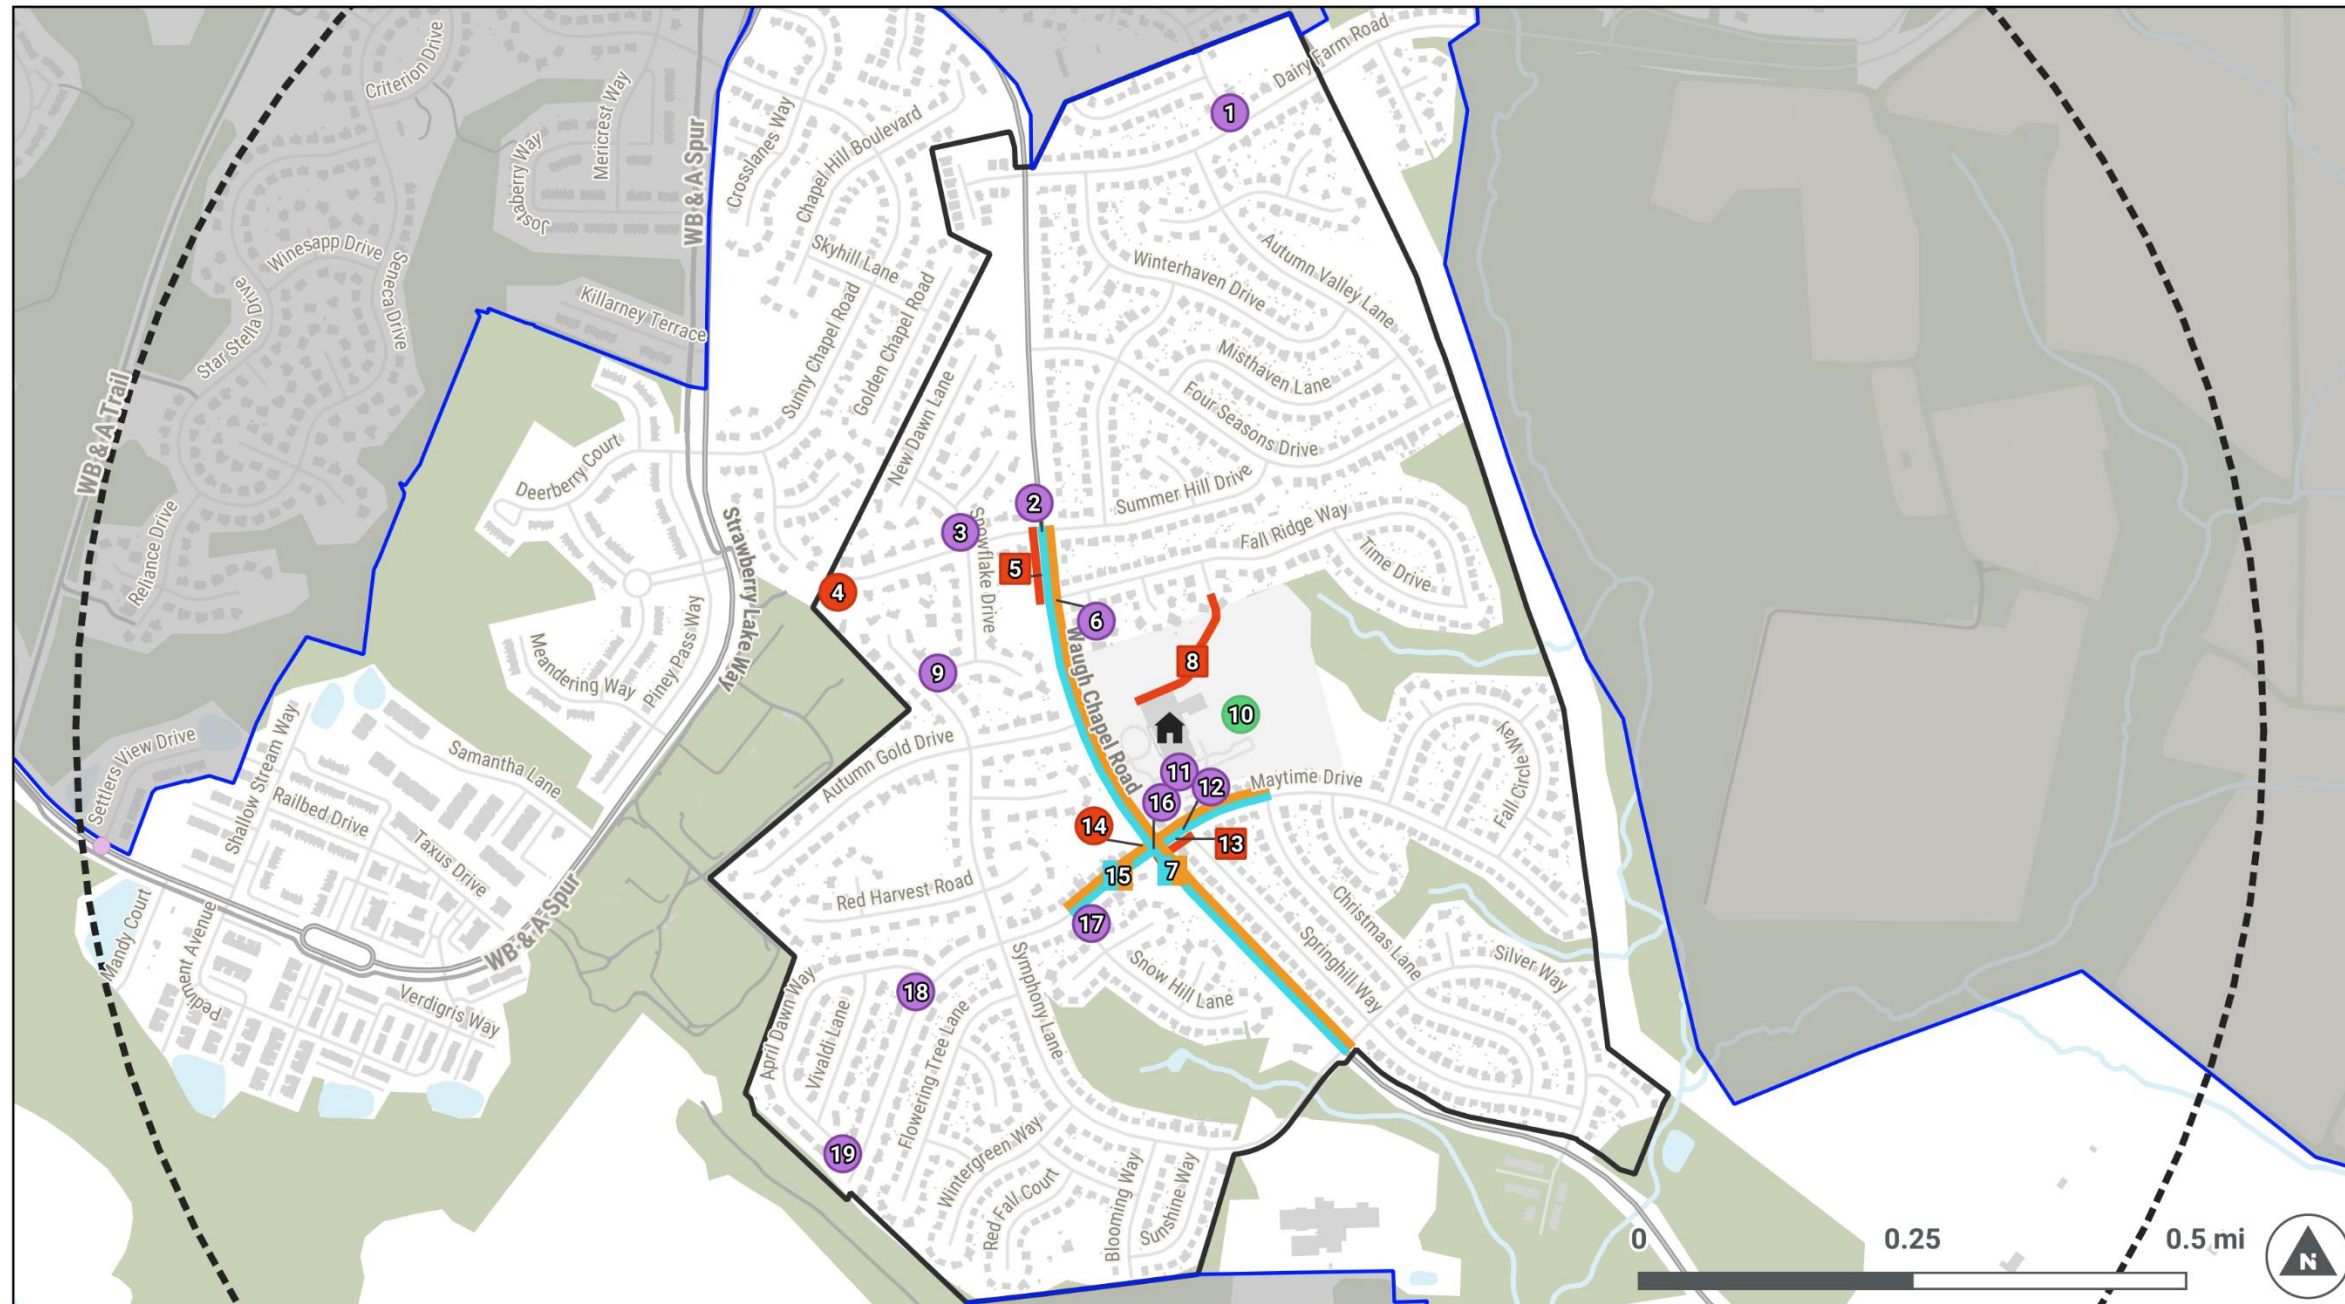 Criterion Drive
Dairy Farm Road
1
Mericrest Way
WB & A Spur
Crosslanes Way
Chapel Hill Boulevard
Jostaberry Way
Winesapp Drive
Seneca Drive
Skyhill Lane
Autumn Valley Lane
Winterhaven Drive
Star Stella Drive
Killarney Terrace
Sunny Chapel Road
Golden Chapel Road
Misthaven Lane
New Dawn Lane
Four Seasons Drive
WB & A Trail
Deerberry Court
Summer Hill Drive
2
3
Snowflake Drive
Fall Ridge Way
Reliance Drive
Strawberry Lake Way
Time Drive
5
4
6
Meandering Way
Piney Pass Way
Waugh Chapel Road
8
9
10
Settlers View Drive
Shallow Stream Way
Samantha Lane
Autumn Gold Drive
Fall Circle Way
11
12
Maytime Drive
16
Railbed Drive
14
13
Taxus Drive
15
7
Red Harvest Road
Mandy Court
Pediment Avenue
WB & A Spur
17
Christmas Lane
Springhill Way
Silver Way
Symphony Lane
Snow Hill Lane
18
Verdigris Way
April Dawn Way
Vivaldi Lane
Flowering Tree Lane
19
Wintergreen Way
Red Fall Court
Blooming Way
Sunshine Way
0
0.25
0.5 mi
N